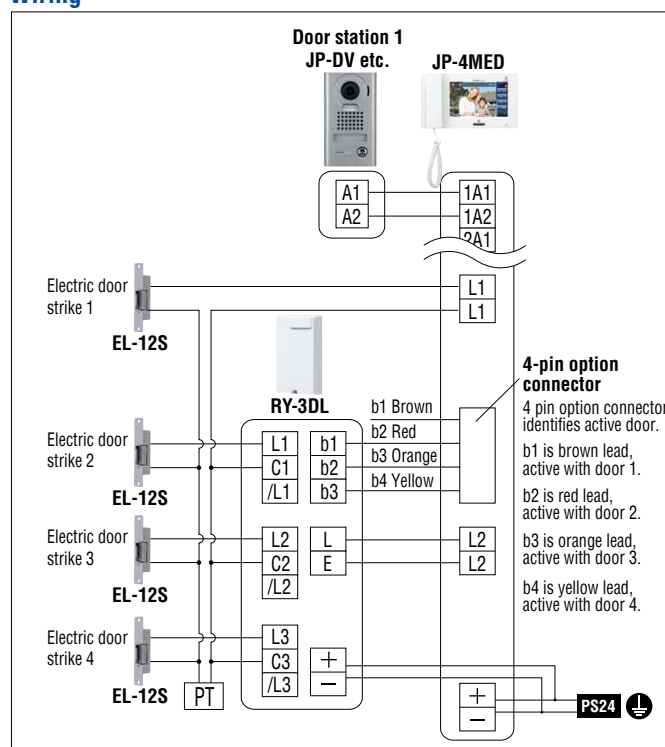 Wiring
Door station 1
JP-DV etc.
JP-4MED
A1
A2
1A1
1A2
2A1
Electric door
strike 1
EL-12S
L1
L1
RY-3DL
4-pin option
connector
4 pin option connector
identifies active door.
b1 is brown lead,
active with door 1.
b2 is red lead,
active with door 2.
b3 is orange lead,
active with door 3.
b4 is yellow lead,
active with door 4.
b1 Brown
b2 Red
b3 Orange
b4 Yellow
Electric door
strike 2
EL-12S
L1
C1
/L1
b1
b2
b3
Electric door
strike 3
EL-12S
L2
C2
/L2
L
E
L2
L2
Electric door
strike 4
EL-12S
PT
L3
C3
/L3
+
−
+
−
PS24